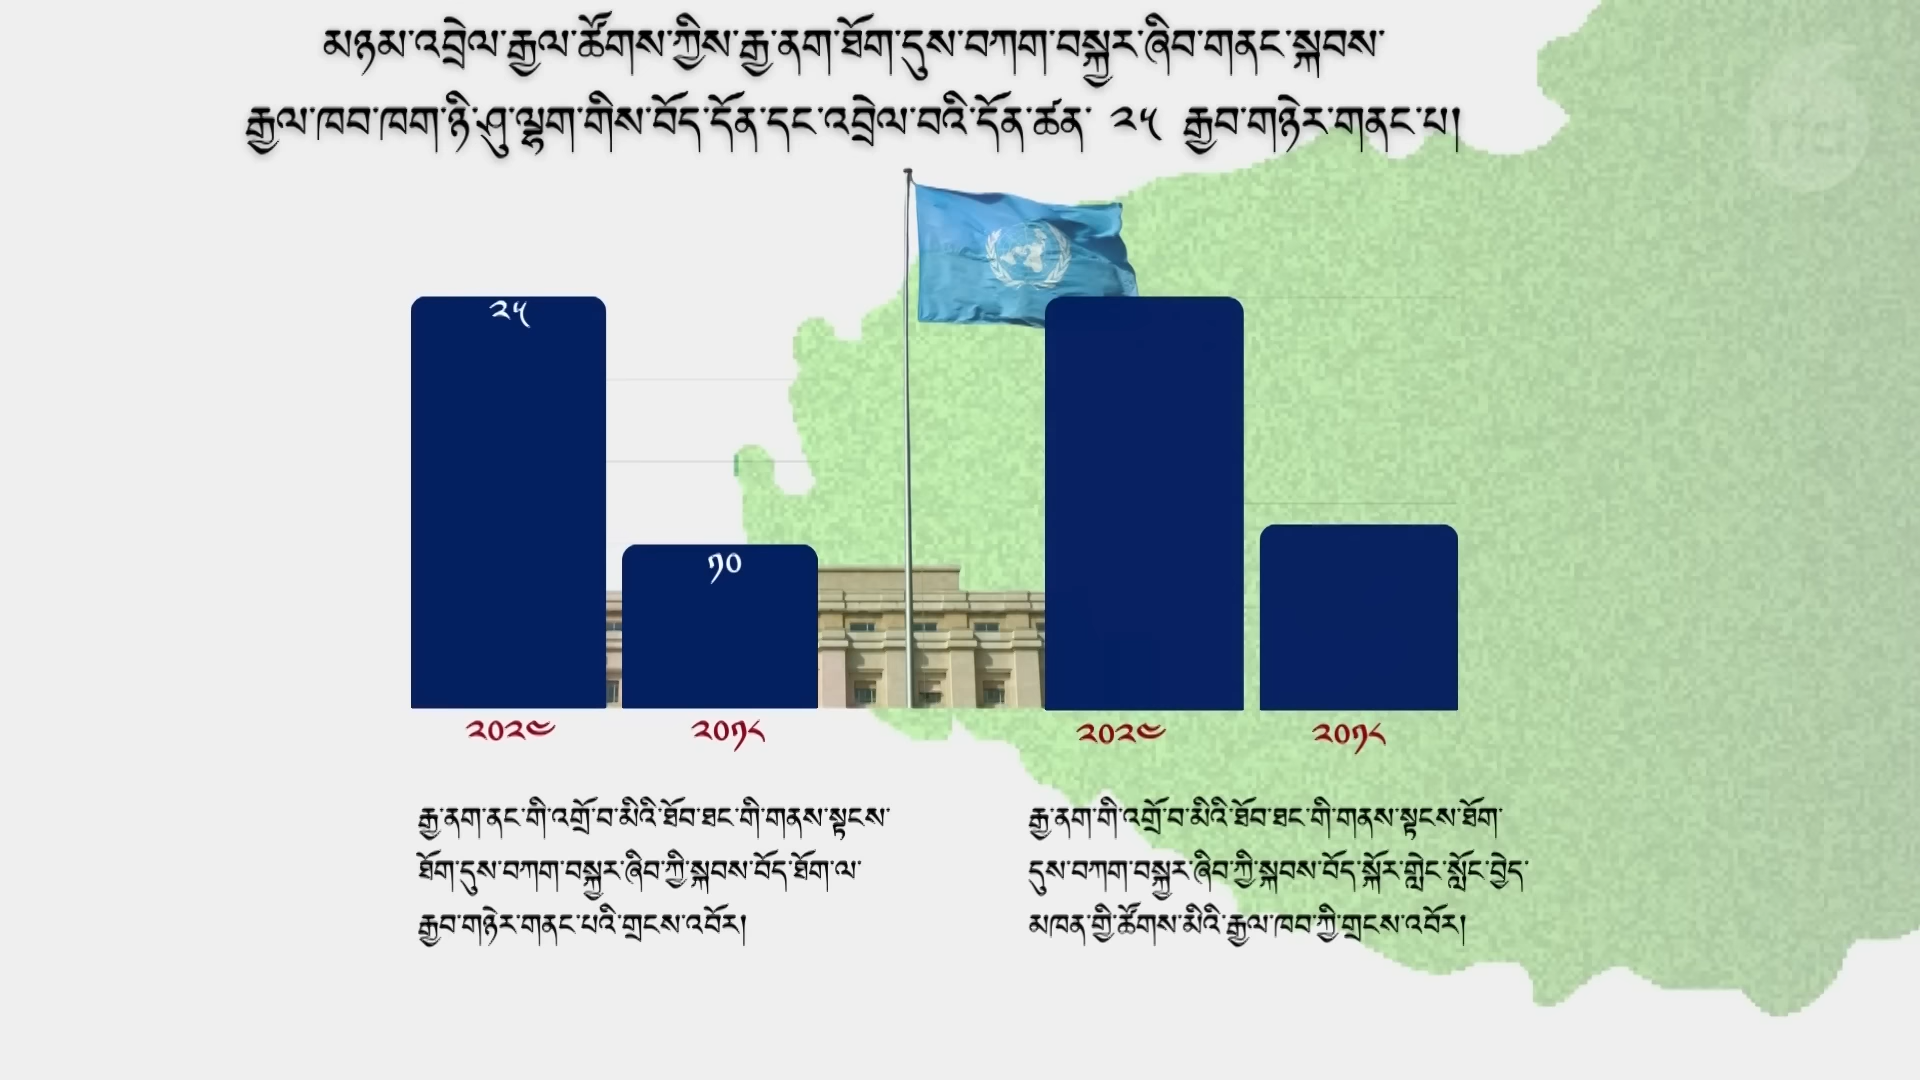 མཉམ་འབྲེལ་རྒྱལ་ཚོགས་ཀྱིས་རྒྱ་ནག་ཐོག་དུས་བཀག་བསྐྱར་ཞིབ་གནང་སྐབས་
རྒྱལ་ཁབ་ཁག་ཉི་ཤུ་ལྷག་གིས་བོད་དོན་དང་འབྲེལ་བའི་དོན་ཚན་ ༢༥ རྒྱབ་གཉེར་གནང་པ།
༢༥
༡༠
༢༠༢༤ ༢༠༡༨ ༢༠༢༤ ༢༠༡༨
རྒྱ་ནག་ནང་གི་འགྲོ་བ་མིའི་ཐོབ་ཐང་གི་གནས་སྟངས་
ཐོག་དུས་བཀག་བསྐྱར་ཞིབ་ཀྱི་སྐབས་བོད་ཐོག་ལ་
རྒྱབ་གཉེར་གནང་པའི་གྲངས་འབོར།
རྒྱ་ནག་གི་འགྲོ་བ་མིའི་ཐོབ་ཐང་གི་གནས་སྟངས་ཐོག་
དུས་བཀག་བསྐྱར་ཞིབ་ཀྱི་སྐབས་བོད་སྐོར་གླེང་སློང་བྱེད་
མཁན་གྱི་ཚོགས་མིའི་རྒྱལ་ཁབ་ཀྱི་གྲངས་འབོར།